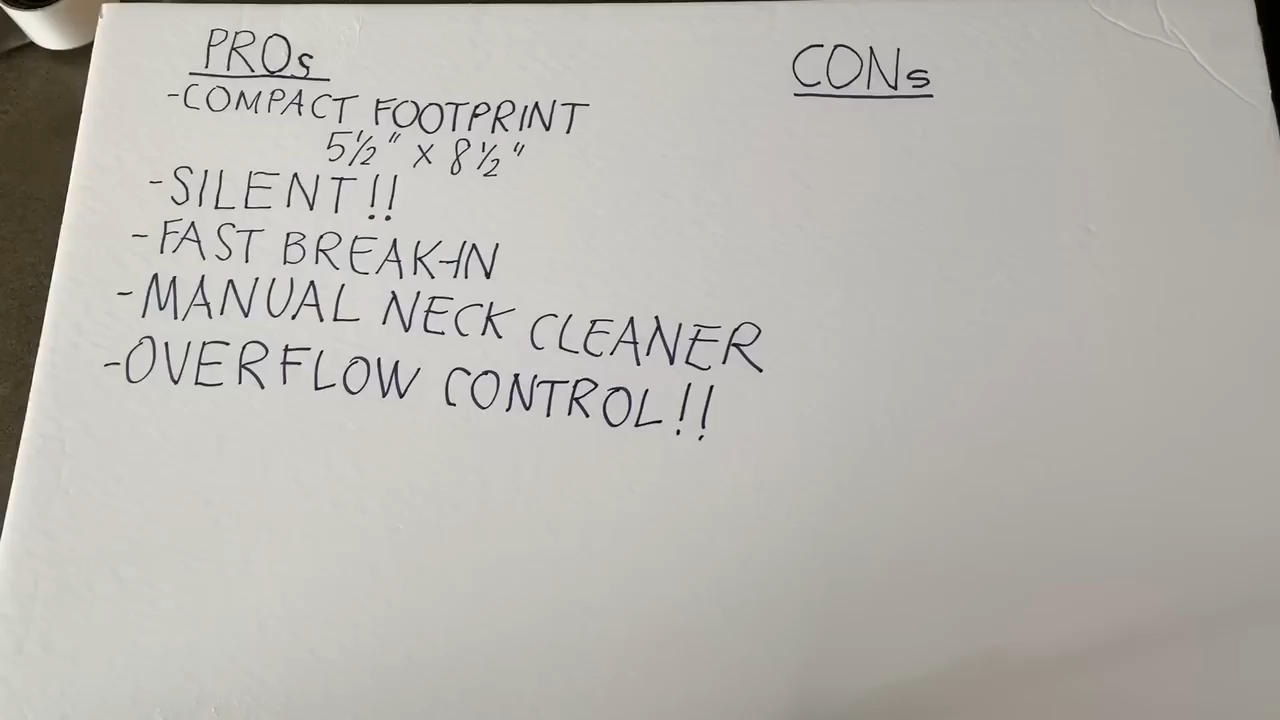 PROs
-COMPACT FOOTPRINT
5½" X 8½"
-SILENT!!
-FAST BREAK-IN
-MANUAL NECK CLEANER
-OVERFLOW CONTROL!!
CONs